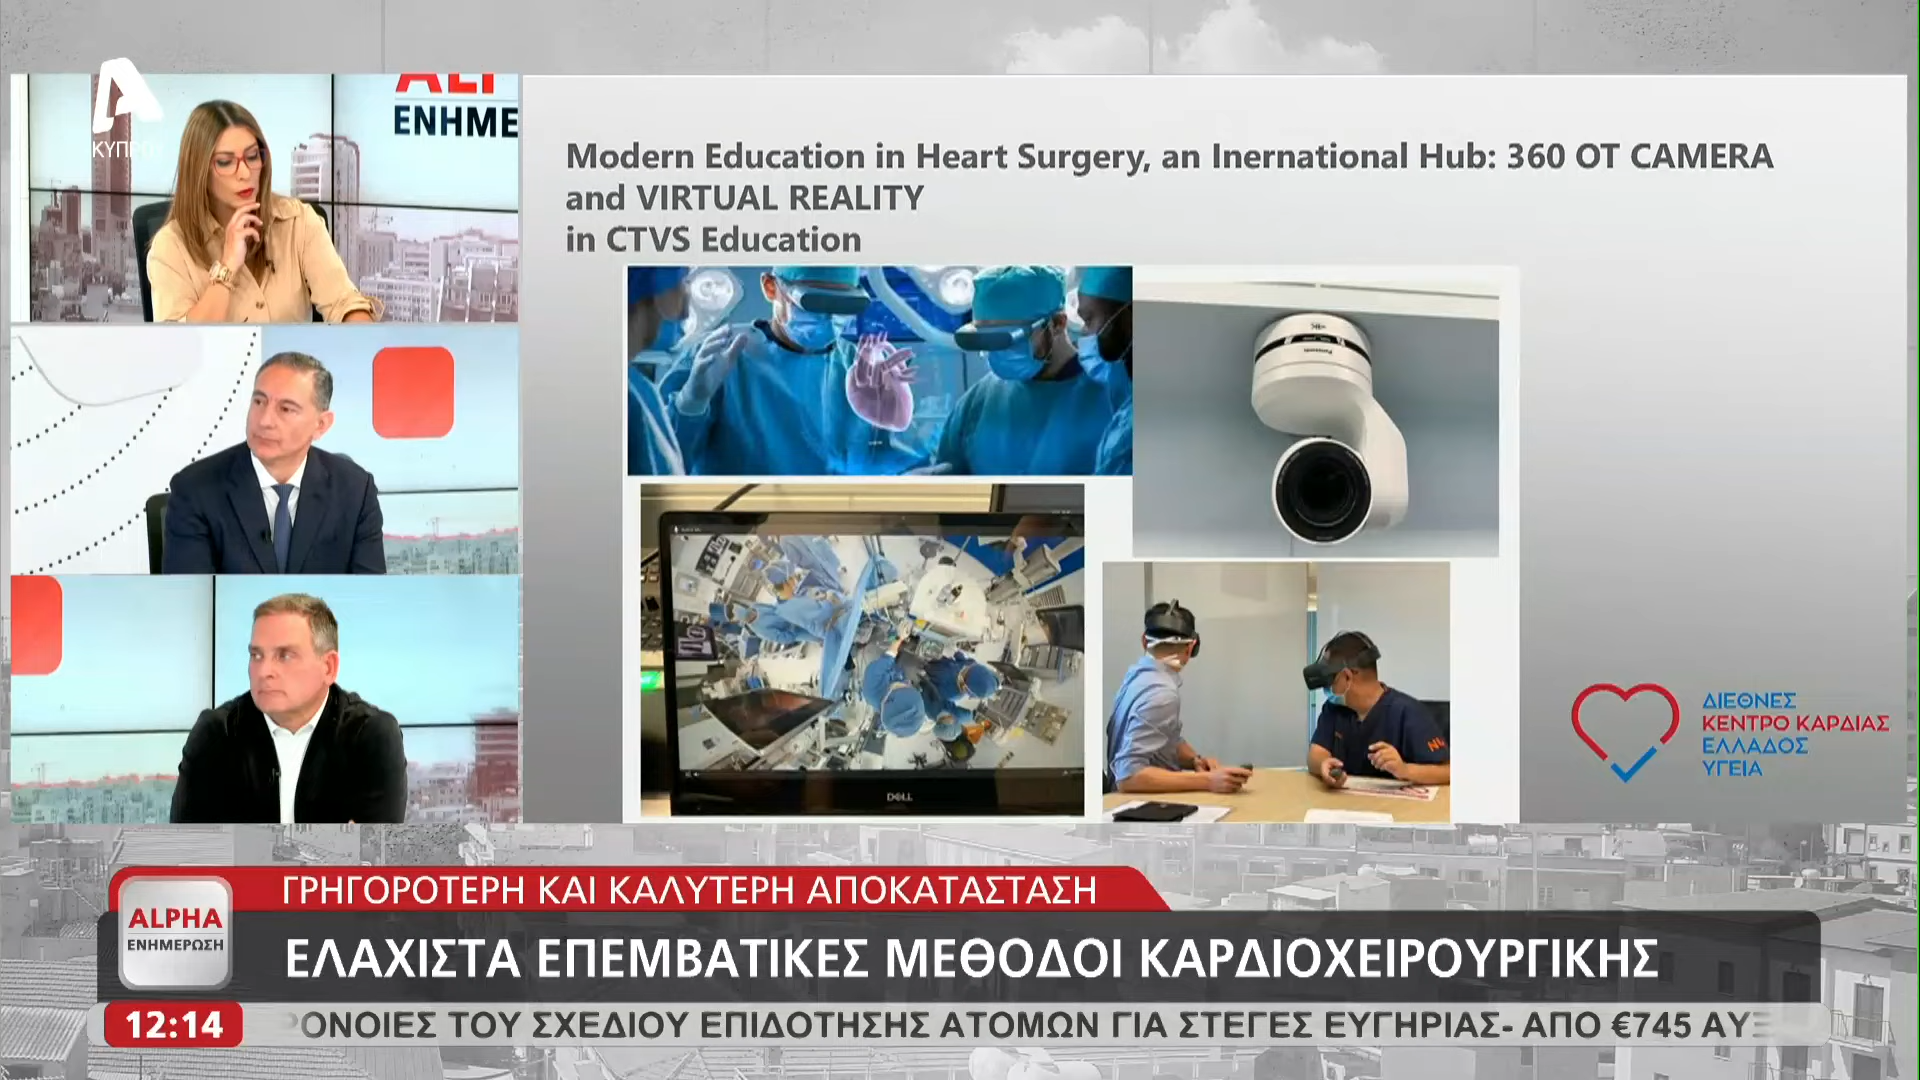 ΚΥΠΡΟΥ
ΕΝΗΜΕ
Modern Education in Heart Surgery, an Inernational Hub: 360 OT CAMERA
and VIRTUAL REALITY
in CTVS Education
Panasonic
DELL
ΔΙΕΘΝΕΣ
ΚΕΝΤΡΟ ΚΑΡΔΙΑΣ
ΕΛΛΑΔΟΣ
ΥΓΕΙΑ
ΓΡΗΓΟΡΟΤΕΡΗ ΚΑΙ ΚΑΛΥΤΕΡΗ ΑΠΟΚΑΤΑΣΤΑΣΗ
ALPHA
ΕΝΗΜΕΡΩΣΗ
ΕΛΑΧΙΣΤΑ ΕΠΕΜΒΑΤΙΚΕΣ ΜΕΘΟΔΟΙ ΚΑΡΔΙΟΧΕΙΡΟΥΡΓΙΚΗΣ
12:14
ΡΟΝΟΙΕΣ ΤΟΥ ΣΧΕΔΙΟΥ ΕΠΙΔΟΤΗΣΗΣ ΑΤΟΜΩΝ ΓΙΑ ΣΤΕΓΕΣ ΕΥΓΗΡΙΑΣ- ΑΠΟ €745 ΑΥΞ